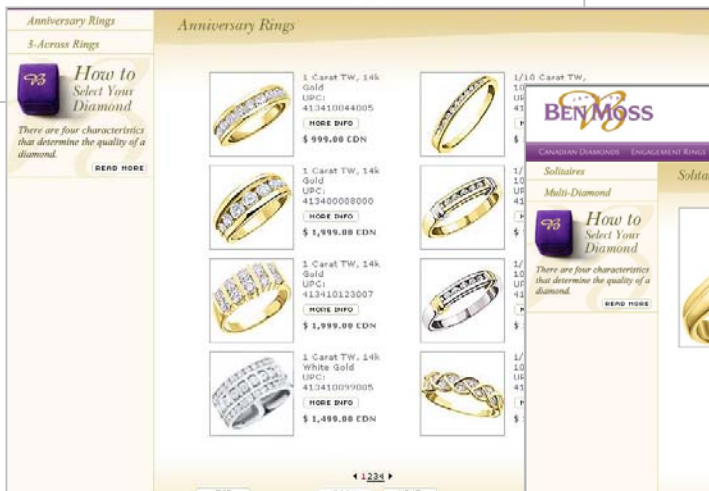 Anniversary Rings
3-Across Rings
How to
Select Your
Diamond
There are four characteristics
that determine the quality of a
diamond.
READ MORE
Anniversary Rings
1 Carat TW, 14k
Gold
UPC:
413410044005
MORE INFO
$ 999.00 CDN
1 Carat TW, 14k
Gold
UPC:
413400008000
MORE INFO
$ 1,999.00 CDN
1 Carat TW, 14k
Gold
UPC:
413410123007
MORE INFO
$ 1,999.00 CDN
1 Carat TW, 14k
White Gold
UPC:
413410099005
MORE INFO
$ 1,499.00 CDN
1/10 Carat TW,
1234
BEN MOSS
CANADIAN DIAMONDS ENGAGEMENT RINGS
Solitaires
Multi-Diamond
How to
Select Your
Diamond
There are four characteristics
that determine the quality of a
diamond.
READ MORE